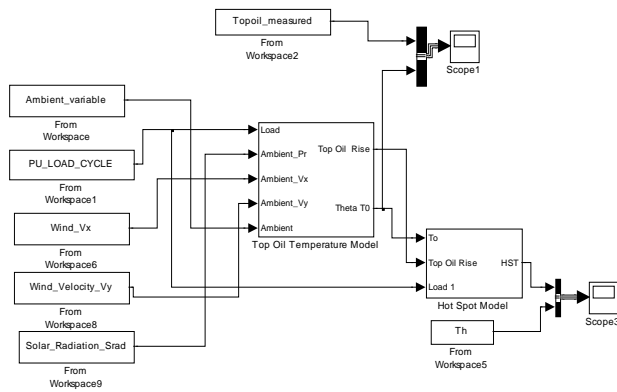 Topoil_measured
From
Workspace2
Scope1
Ambient_variable
From
Workspace
PU_LOAD_CYCLE
From
Workspace1
Wind_Vx
From
Workspace6
Wind_Velocity_Vy
From
Workspace8
Solar_Radiation_Srad
From
Workspace9
Load
Ambient_Pr
Ambient_Vx
Ambient_Vy
Ambient
Top Oil Rise
Theta T0
Top Oil Temperature Model
To
Top Oil Rise
Load 1
HST
Hot Spot Model
Th
From
Workspace5
Scope3